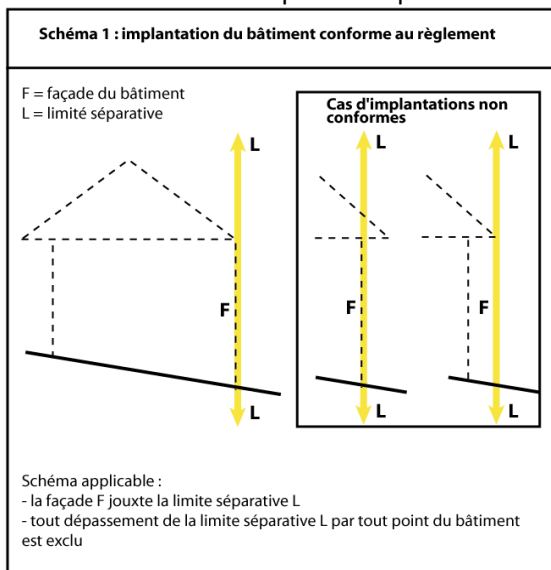 Schéma 1 : implantation du bâtiment conforme au règlement
F = façade du bâtiment
L = limité séparative
L
F
L
Cas d'implantations non
conformes
L
L
F
F
L
L
Schéma applicable :
- la façade F jouxte la limite séparative L
- tout dépassement de la limite séparative L par tout point du bâtiment
est exclu